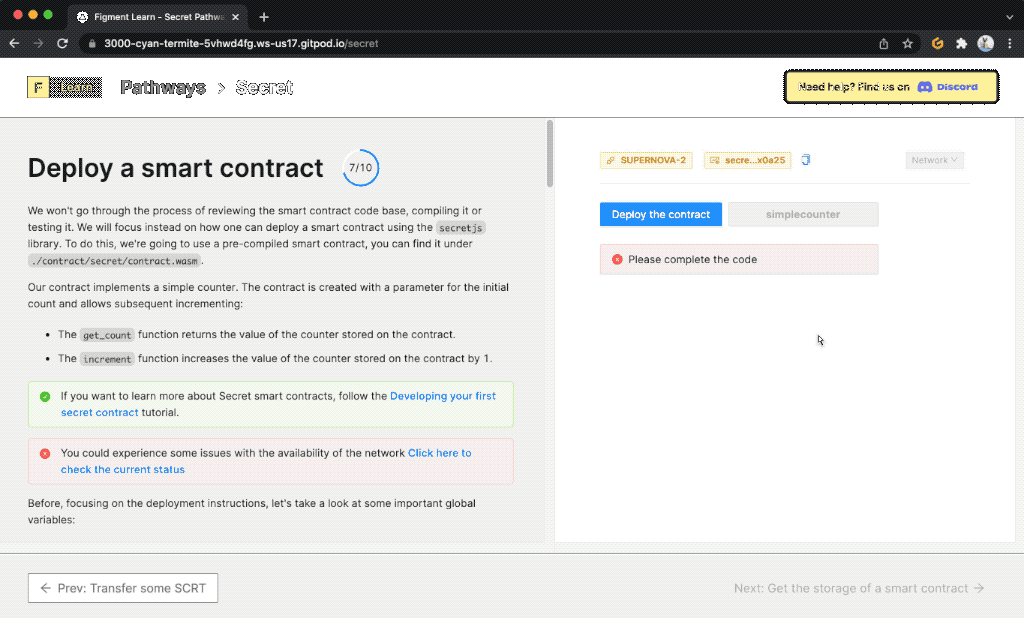 Figment Learn - Secret Pathwa
3000-cyan-termite-5vhwd4fg.ws-us17.gitpod.io/secret
F Learn Pathways > Secret
Need help? Find us on Discord
Deploy a smart contract 7/10
We won't go through the process of reviewing the smart contract code base, compiling it or
testing it. We will focus instead on how one can deploy a smart contract using the secretjs
library. To do this, we're going to use a pre-compiled smart contract, you can find it under
./contract/secret/contract.wasm.
Our contract implements a simple counter. The contract is created with a parameter for the initial
count and allows subsequent incrementing:
• The get_count function returns the value of the counter stored on the contract.
• The increment function increases the value of the counter stored on the contract by 1.
If you want to learn more about Secret smart contracts, follow the Developing your first
secret contract tutorial.
You could experience some issues with the availability of the network Click here to
check the current status
Before, focusing on the deployment instructions, let's take a look at some important global
variables:
SUPERNOVA-2 secre...x0a25 Network
Deploy the contract simplecounter
Please complete the code
← Prev: Transfer some SCRT
Next: Get the storage of a smart contract →